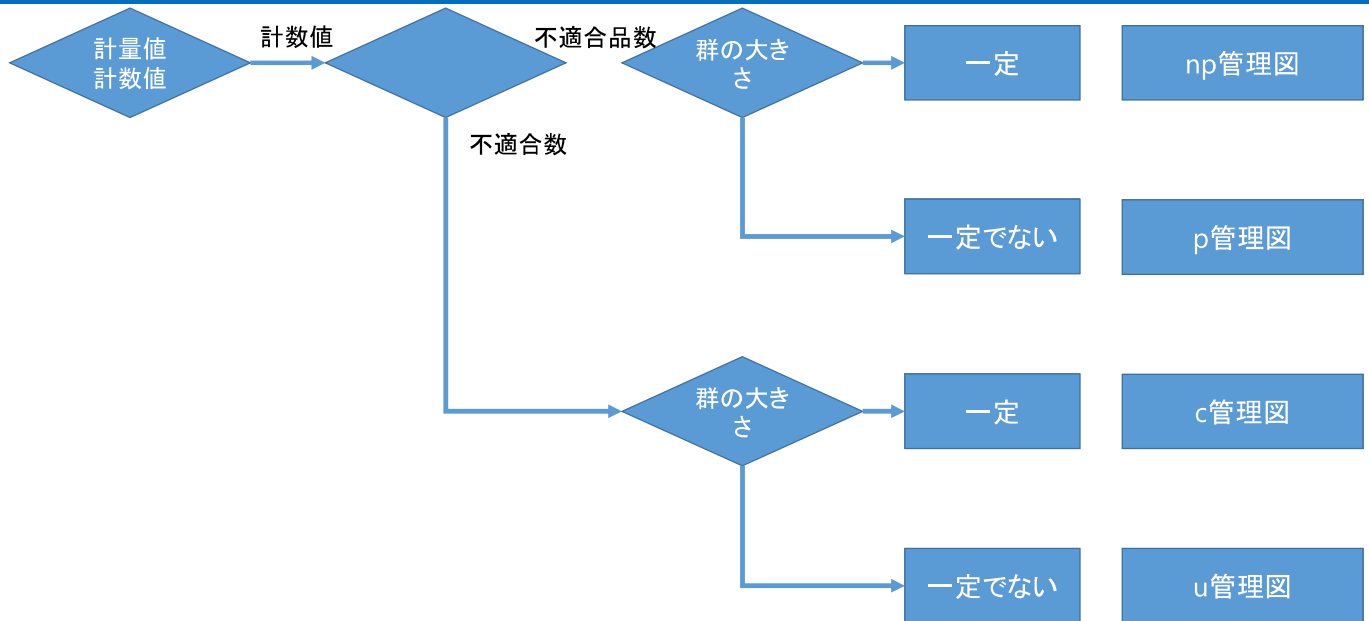 計量値
計数値
計数値
不適合品数
群の大き
さ
一定
np管理図
不適合数
一定でない
p管理図
群の大き
さ
一定
c管理図
一定でない
u管理図